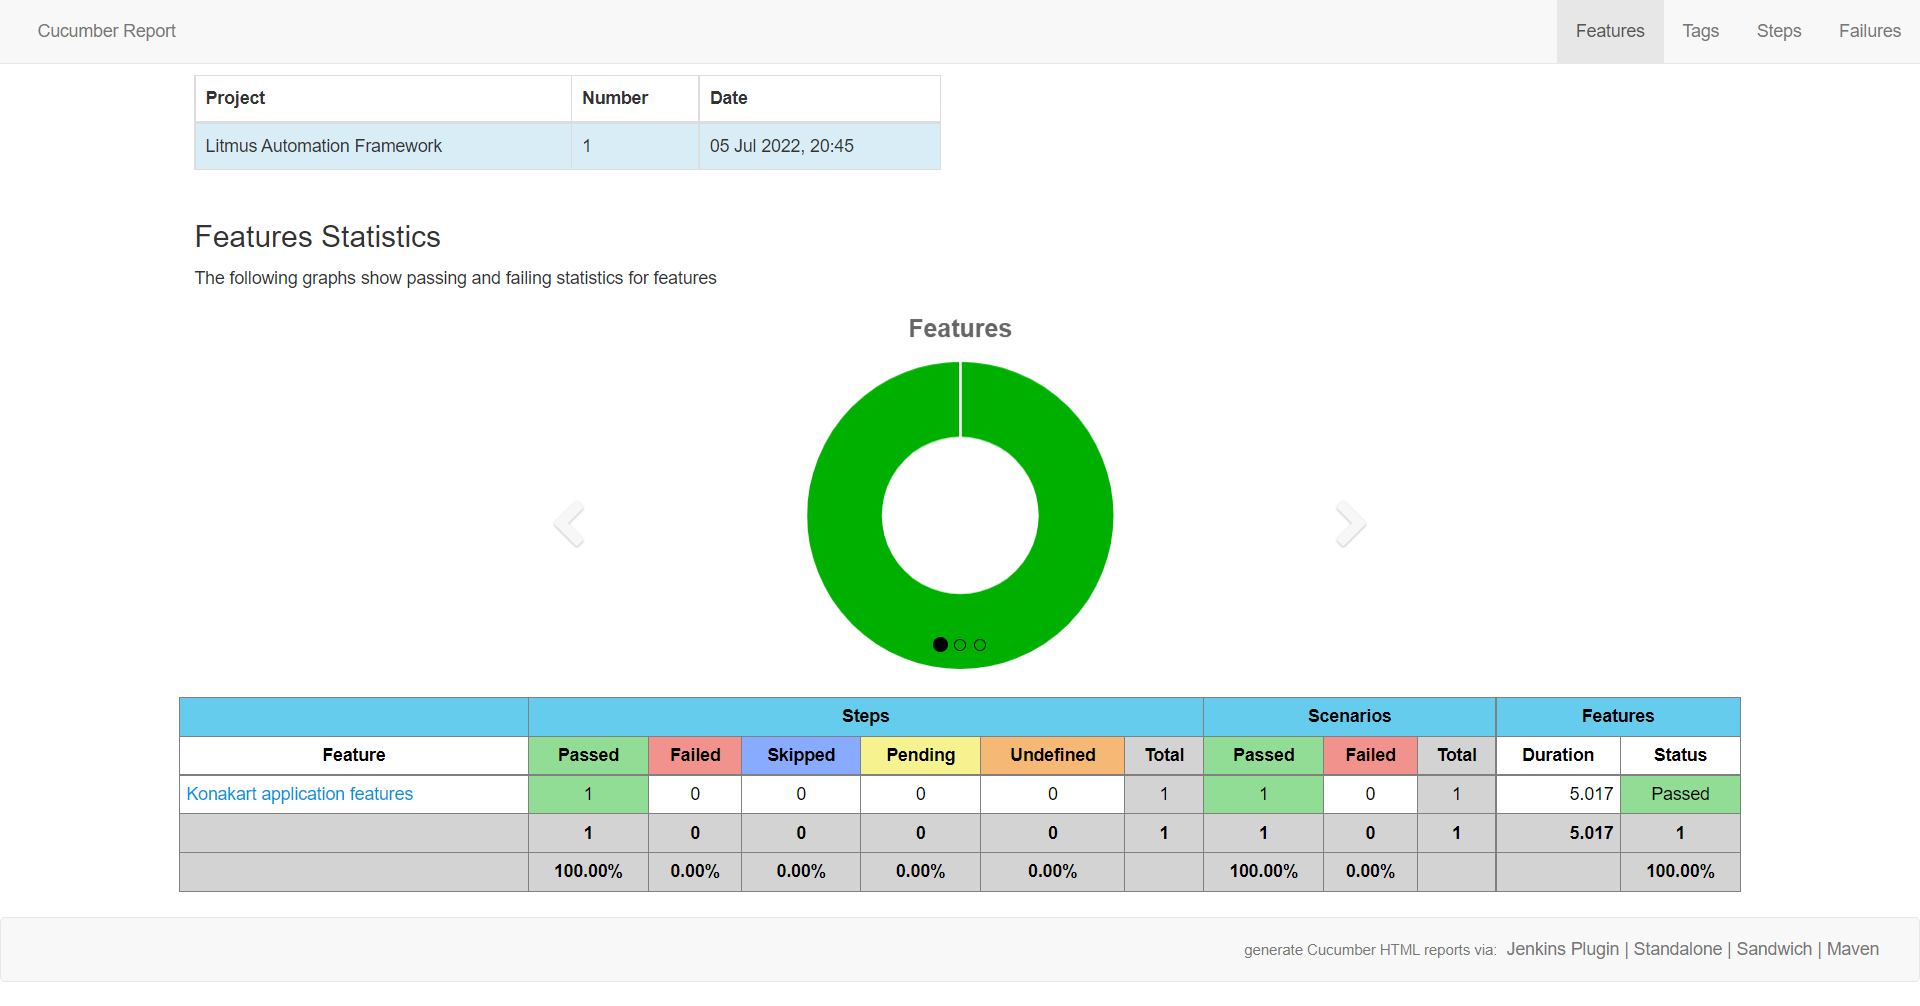 Cucumber Report Features Tags Steps Failures
Project Number Date
Litmus Automation Framework 1 05 Jul 2022, 20:45
Features Statistics
The following graphs show passing and failing statistics for features
Features
Steps Scenarios Features
Feature Passed Failed Skipped Pending Undefined Total Passed Failed Total Duration Status
Konakart application features 1 0 0 0 0 1 1 0 1 5.017 Passed
1 0 0 0 0 1 1 0 1 5.017 1
100.00% 0.00% 0.00% 0.00% 0.00% 100.00% 0.00% 100.00%
generate Cucumber HTML reports via: Jenkins Plugin | Standalone | Sandwich | Maven